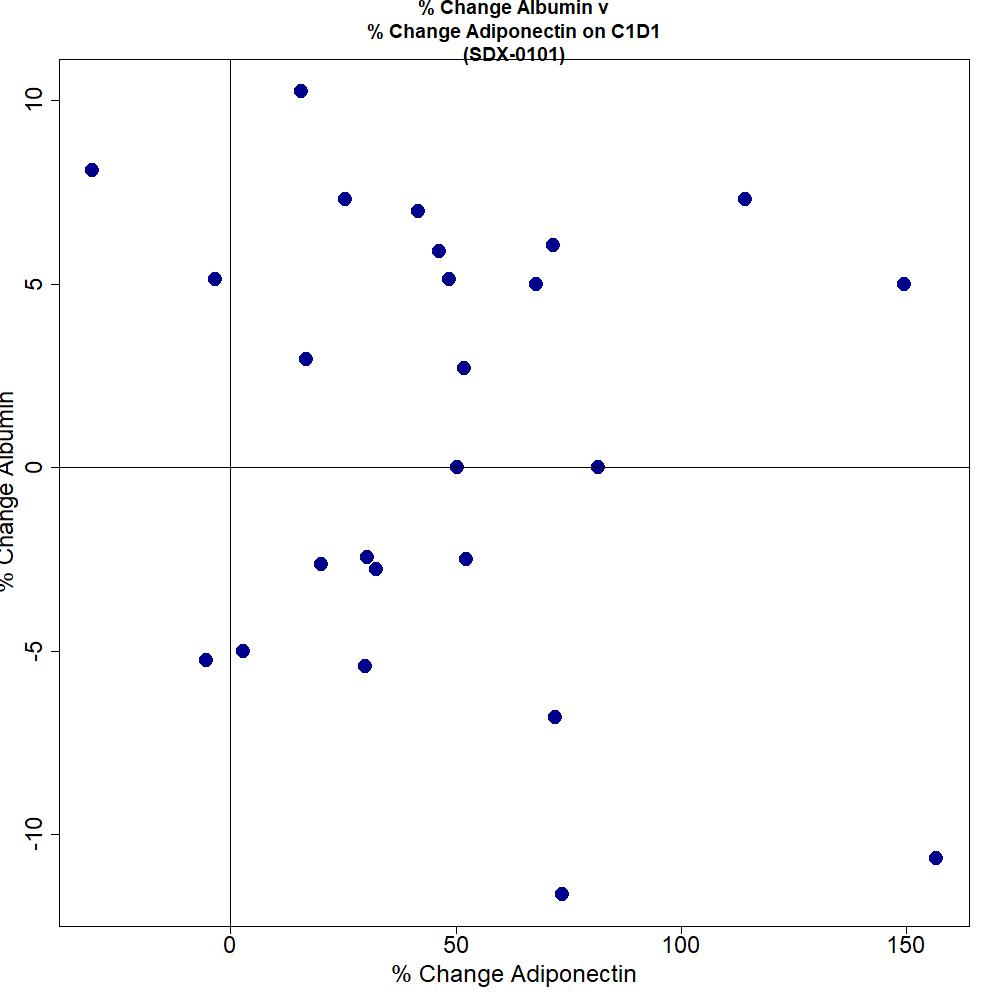 % Change Albumin v
% Change Adiponectin on C1D1
(SDX-0101)
10
5
0
-5
-10
% Change Albumin
0
50
100
150
% Change Adiponectin